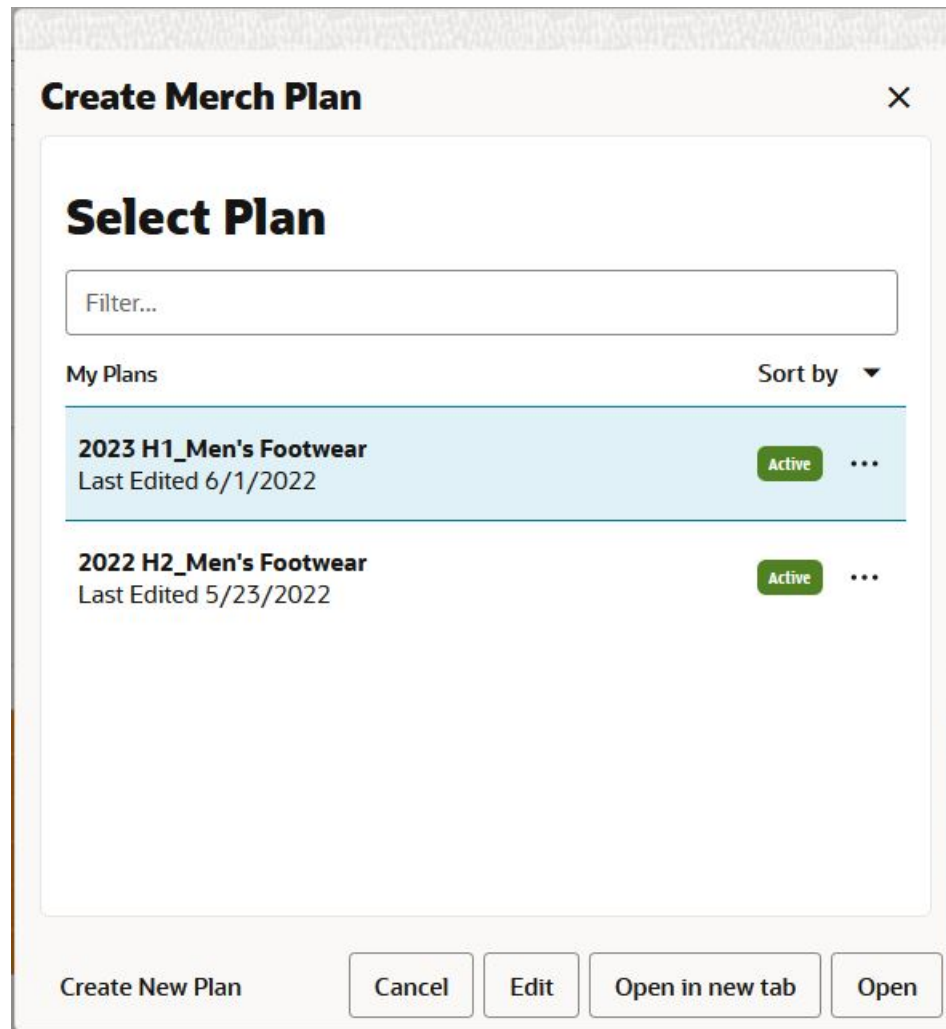 Create Merch Plan
Select Plan
Filter...
My Plans Sort by
2023 H1_Men's Footwear
Last Edited 6/1/2022
Active
2022 H2_Men's Footwear
Last Edited 5/23/2022
Active
Create New Plan Cancel Edit Open in new tab Open